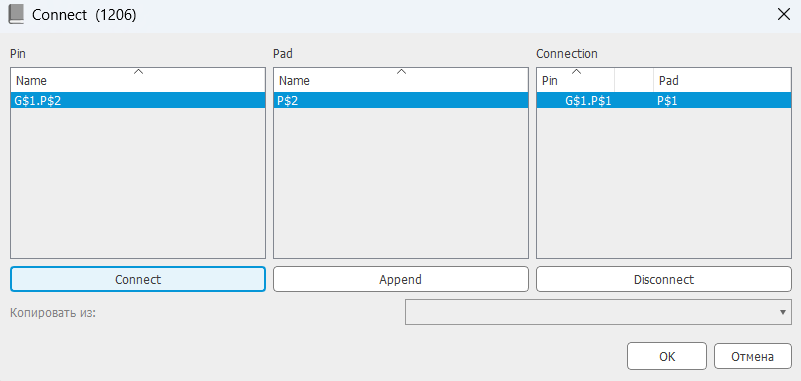 Connect (1206)
Pin Pad Connection
Name Name Pin Pad
G$1.P$2 P$2 G$1.P$1 P$1
Connect Append Disconnect
Копировать из:
OK Отмена